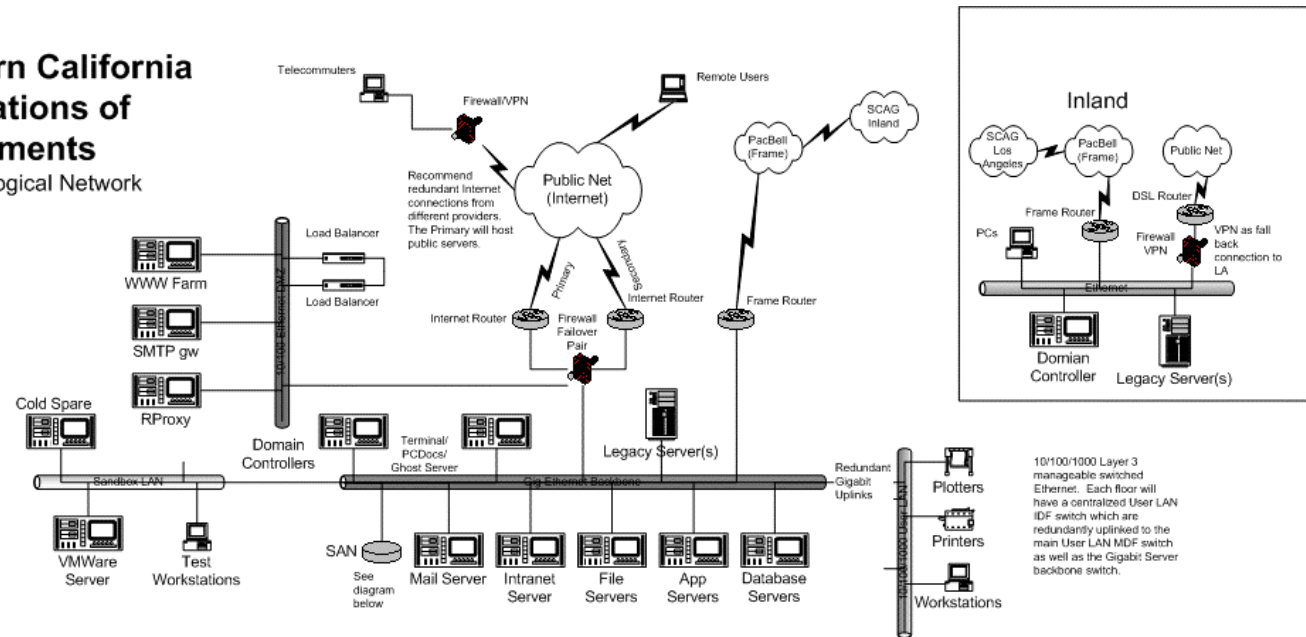 rn California
ations of
ments
ogical Network
Telecommuters
Firewall/VPN
Remote Users
Recommend
redundant Internet
connections from
different providers.
The Primary will host
public servers.
Public Net
(Internet)
PacBell
(Frame)
SCAG
Inland
Primary
Secondary
Internet Router
Internet Router
Frame Router
Firewall
Failover
Pair
Load Balancer
Load Balancer
WWW Farm
SMTP gw
RProxy
10/100 Ethernet DMZ
Cold Spare
Domain
Controllers
Terminal/
PCDocs/
Ghost Server
Legacy Server(s)
Sandbox LAN
Gig Ethernet Backbone
Redundant
Gigabit
Uplinks
VMWare
Server
Test
Workstations
SAN
See
diagram
below
Mail Server
Intranet
Server
File
Servers
App
Servers
Database
Servers
10/100/1000 User LAN
Plotters
Printers
Workstations
10/100/1000 Layer 3
manageable switched
Ethernet. Each floor will
have a centralized User LAN
IDF switch which are
redundantly uplinked to the
main User LAN MDF switch
as well as the Gigabit Server
backbone switch.
Inland
SCAG
Los
Angeles
PacBell
(Frame)
Public Net
Frame Router
DSL Router
PCs
Firewall
VPN
VPN as fall
back
connection to
LA
Ethernet
Domian
Controller
Legacy Server(s)